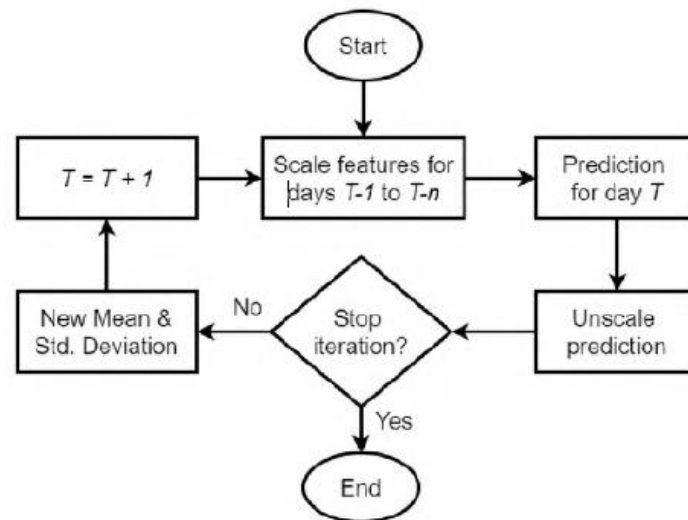 Start
T = T + 1
Scale features for
days T-1 to T-n
Prediction
for day T
New Mean &
Std. Deviation
No
Stop
iteration?
Unscale
prediction
Yes
End